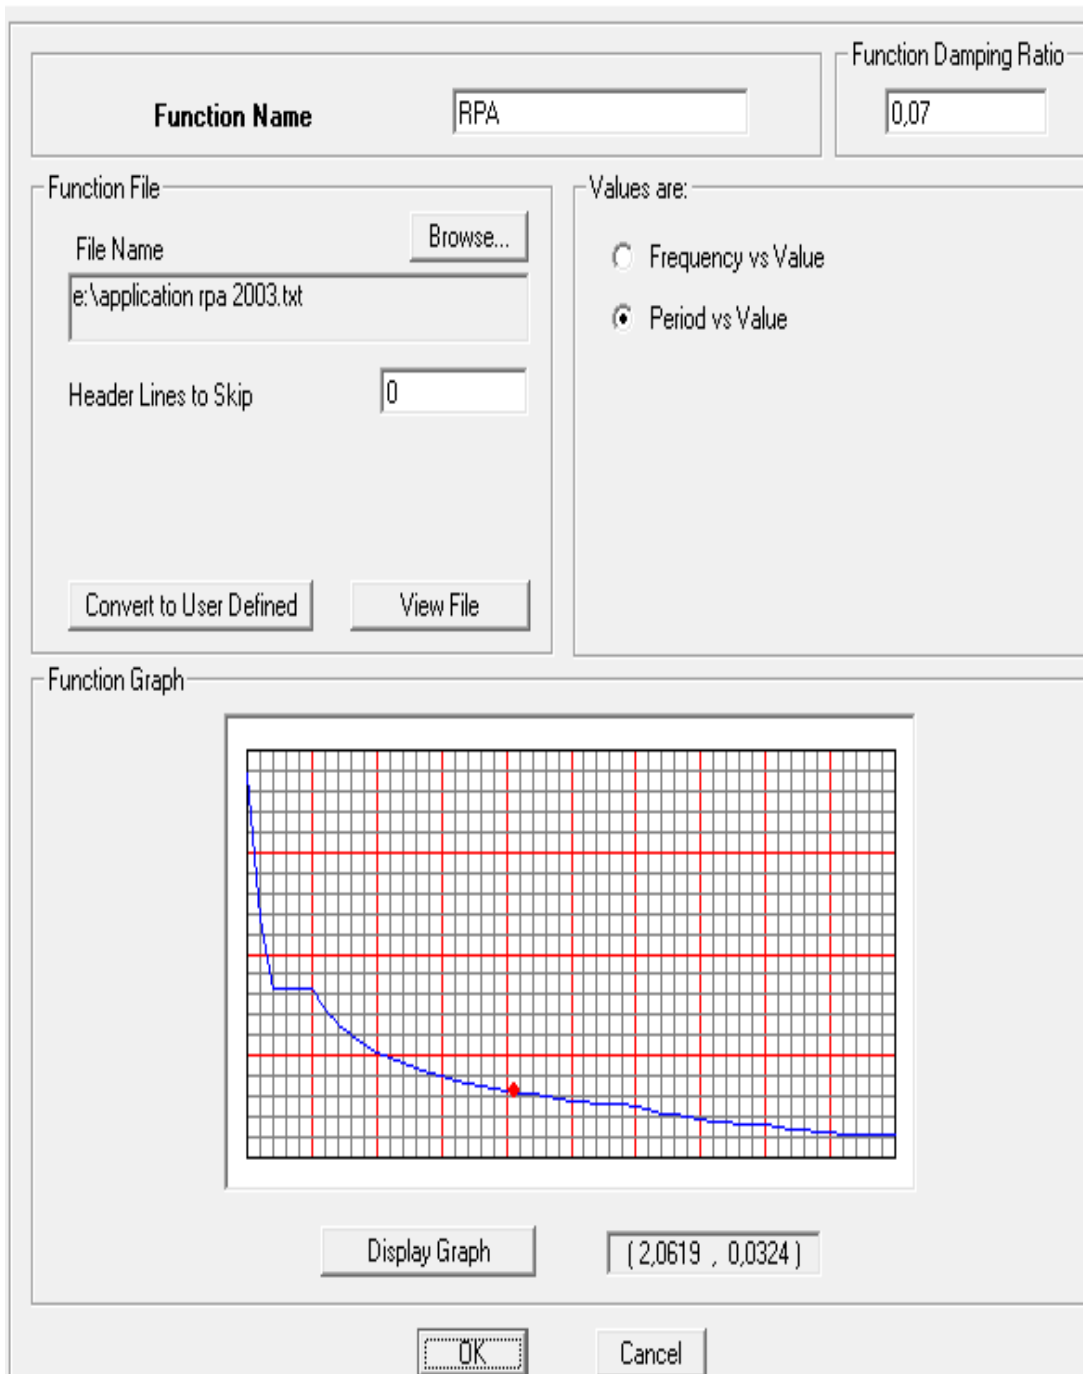 Function Damping Ratio
Function Name RPA 0,07
Function File Values are:
File Name Browse... Frequency vs Value
e:\application rpa 2003.txt Period vs Value
Header Lines to Skip 0
Convert to User Defined View File
Function Graph
Display Graph ( 2,0619 , 0,0324 )
OK Cancel